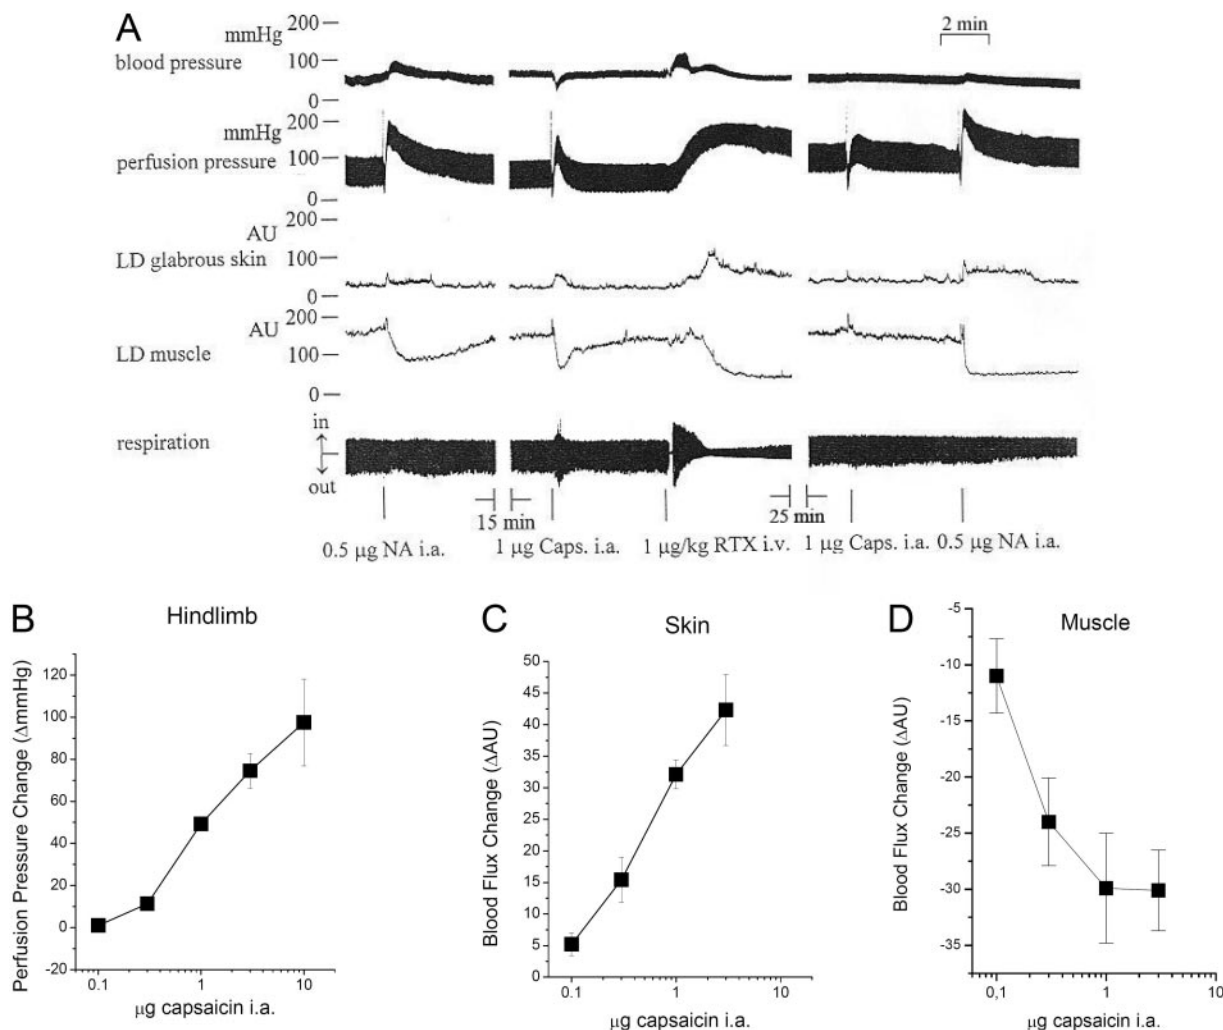 A
mmHg
blood pressure
200
100
0
2 min
mmHg
perfusion pressure
200
100
0
AU
LD glabrous skin
200
100
0
AU
LD muscle
200
100
0
respiration
in
out
15 min
25 min
0.5 µg NA i.a.
1 µg Caps. i.a.
1 µg/kg RTX i.v.
1 µg Caps. i.a.
0.5 µg NA i.a.
B
Hindlimb
Perfusion Pressure Change (ΔmmHg)
120
100
80
60
40
20
0
-20
0.1
1
10
µg capsaicin i.a.
C
Skin
Blood Flux Change (ΔAU)
50
45
40
35
30
25
20
15
10
5
0
0.1
1
10
µg capsaicin i.a.
D
Muscle
Blood Flux Change (ΔAU)
-5
-10
-15
-20
-25
-30
-35
0,1
1
10
µg capsaicin i.a.